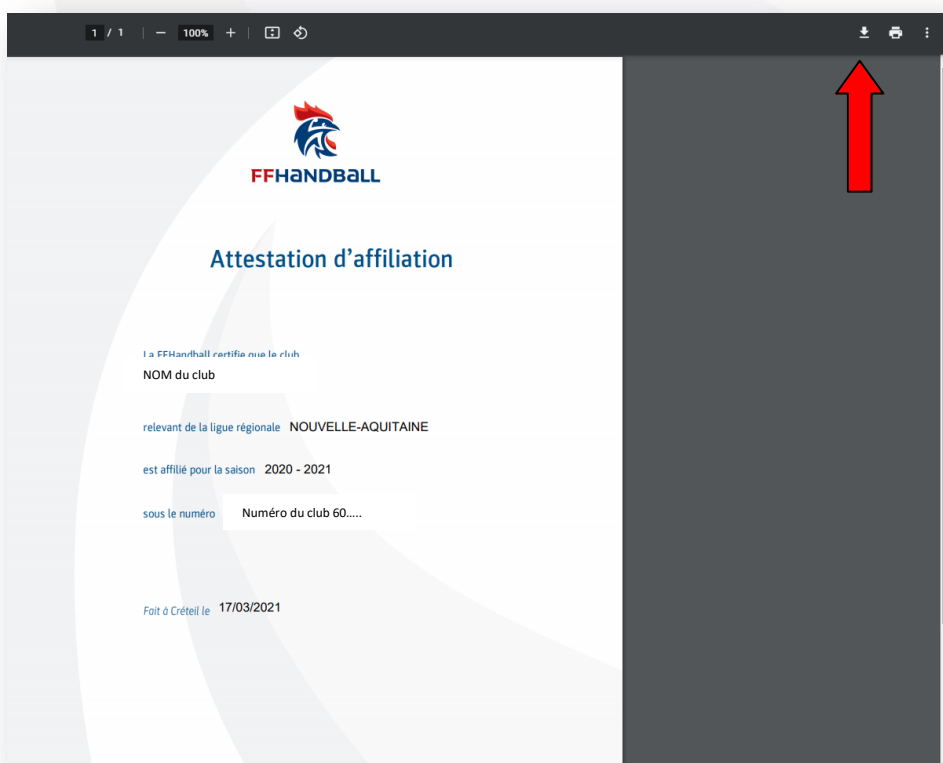 1 / 1 | — 100% + |
FFHANDBALL
Attestation d'affiliation
La FFHandball certifie que le club
NOM du club
relevant de la ligue régionale NOUVELLE-AQUITAINE
est affilié pour la saison 2020 - 2021
sous le numéro Numéro du club 60.....
Fait à Créteil le 17/03/2021